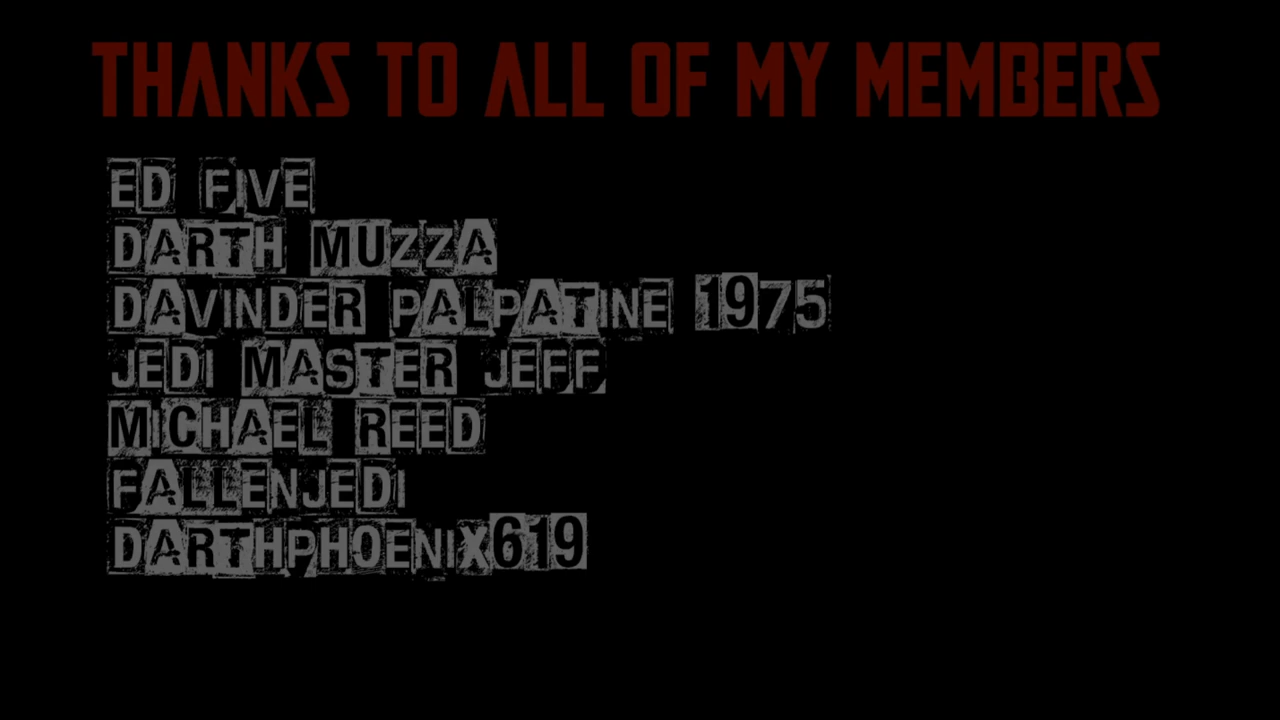 THANKS TO ALL OF MY MEMBERS
ED FIVE
DARTH MUZZA
DAVINDER PALPATINE 1975
JEDI MASTER JEFF
MICHAEL REED
FALLENJEDI
DARTHPHOENIX619